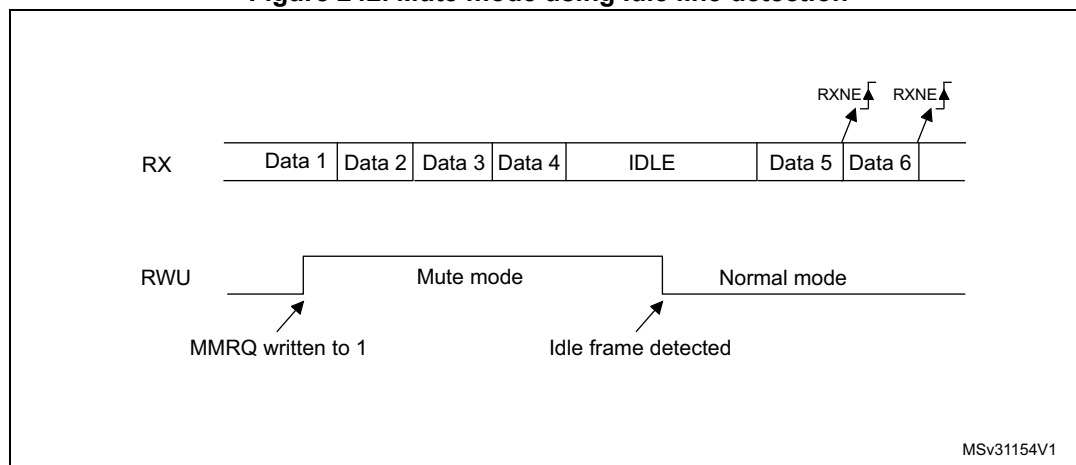 Figure 242. Mute mode using Idle line detection
RXNE RXNE
RX Data 1 Data 2 Data 3 Data 4 IDLE Data 5 Data 6
RWU Mute mode Normal mode
MMRQ written to 1 Idle frame detected
MSv31154V1